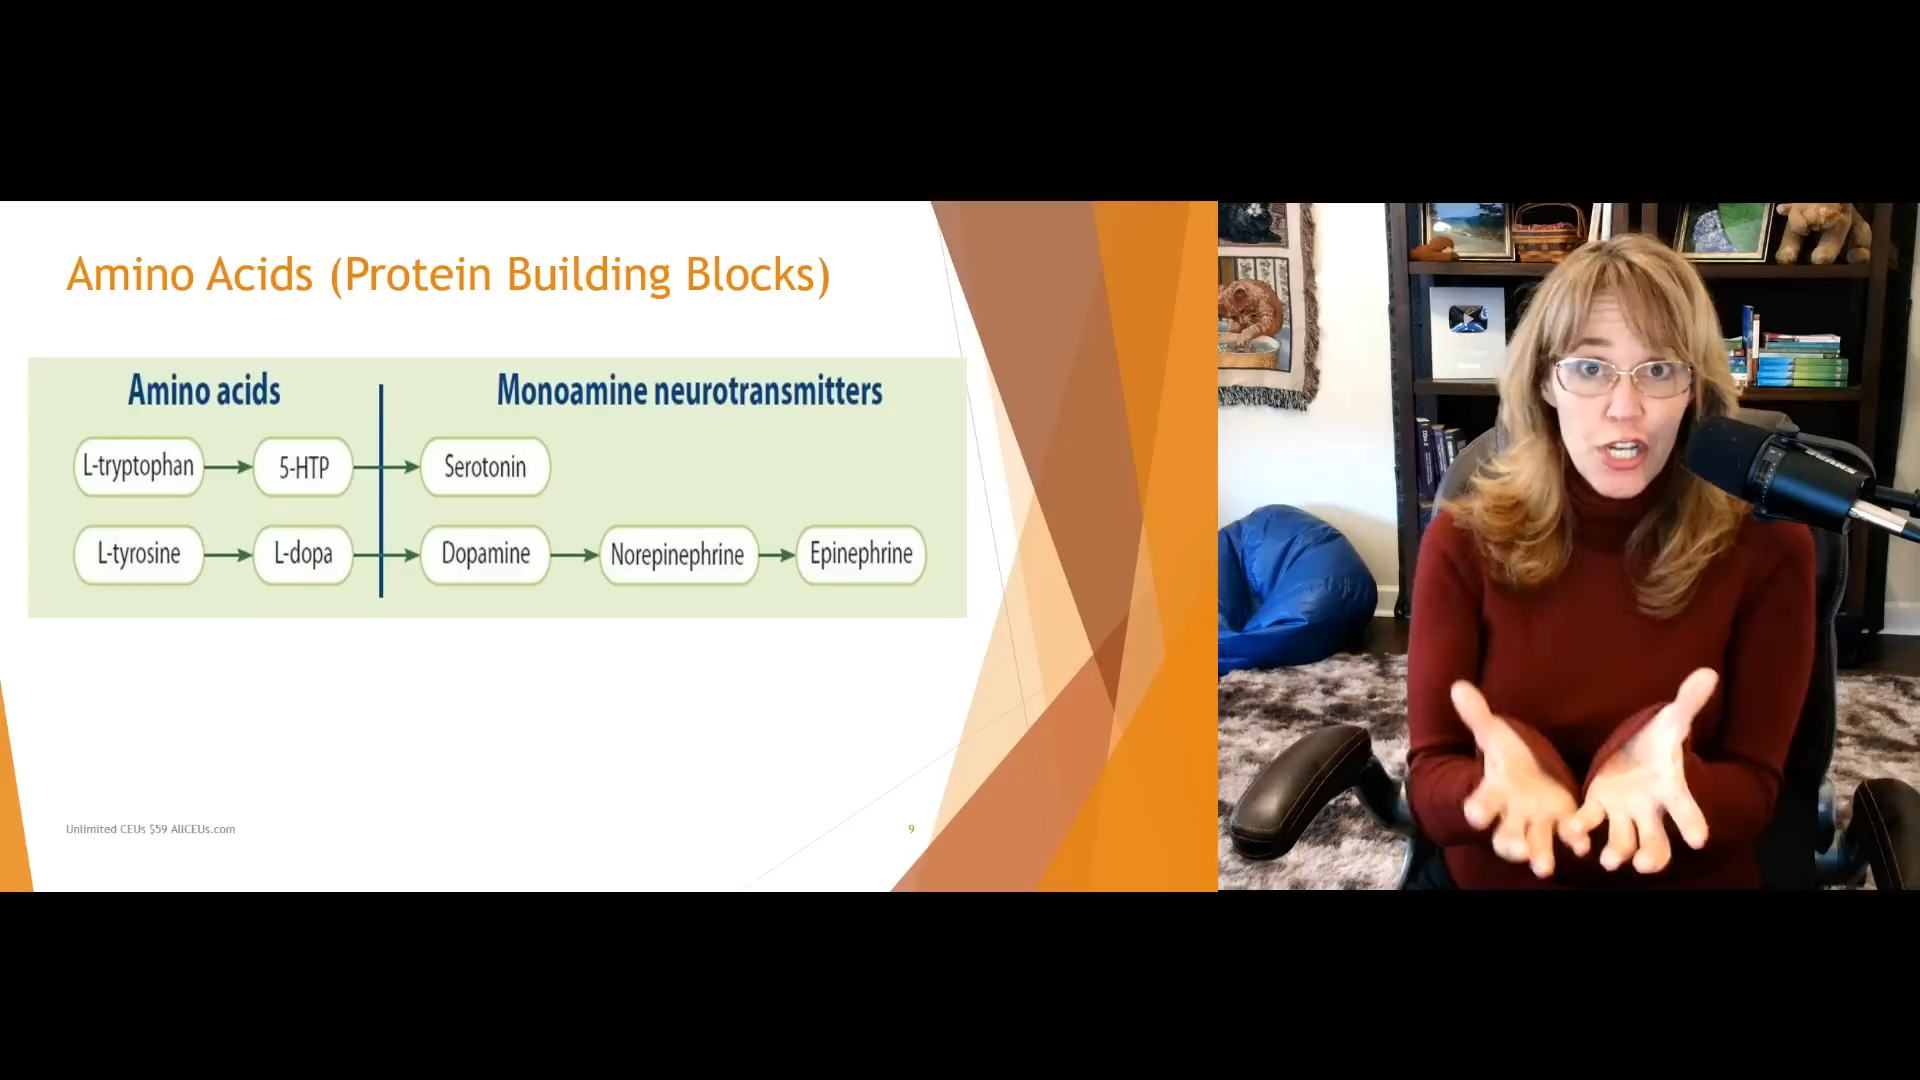 Amino Acids (Protein Building Blocks)
Amino acids
Monoamine neurotransmitters
L-tryptophan
5-HTP
Serotonin
L-tyrosine
L-dopa
Dopamine
Norepinephrine
Epinephrine
Unlimited CEUs $59 AllCEUs.com
9